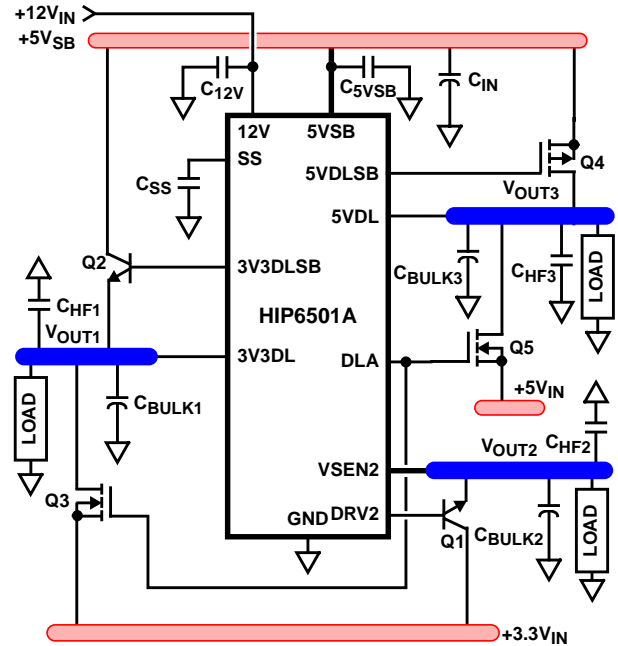 +12VIN
+5VSB
C12V
C5VSB
CIN
12V
5VSB
SS
CSS
5VDLSB
Q4
VOUT3
5VDL
Q2
3V3DLSB
CBULK3
CHF3
LOAD
CHF1
HIP6501A
VOUT1
3V3DL
DLA
Q5
LOAD
CBULK1
+5VIN
CHF2
VOUT2
VSEN2
Q3
GND
DRV2
Q1
CBULK2
LOAD
+3.3VIN